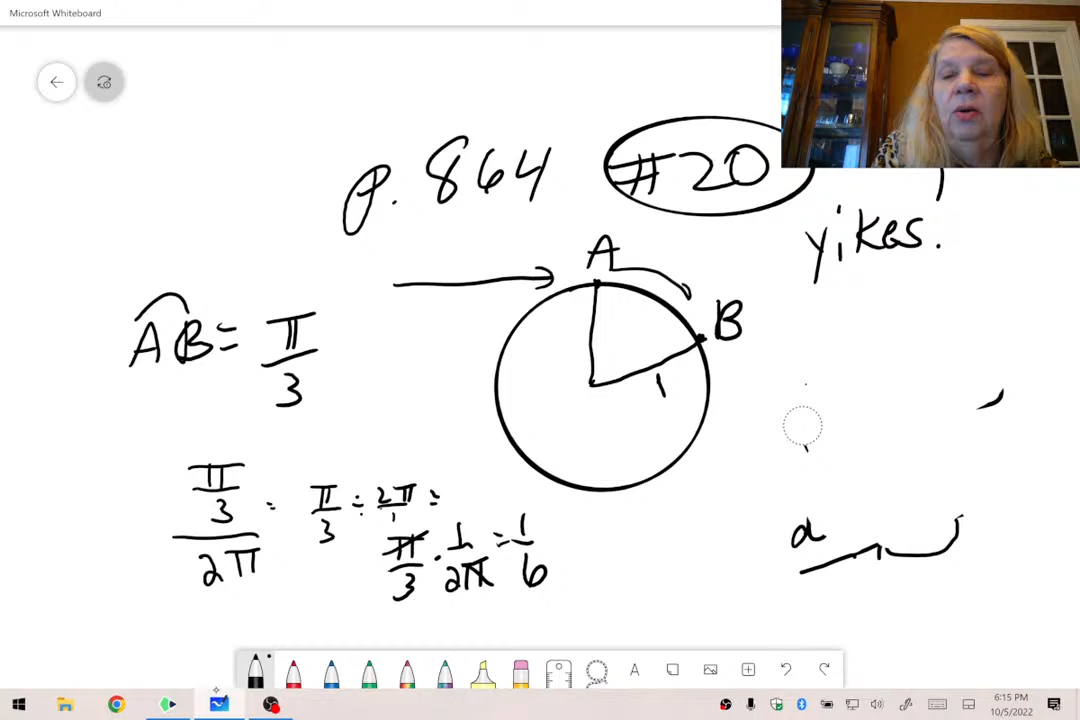 Microsoft Whiteboard
p. 864 #20
yikes.
A
B
1
AB = π/3
π/3 / 2π = π/3 ÷ 2π/1 =
π/3 · 1/2π = 1/6
A
6:15 PM
10/5/2022